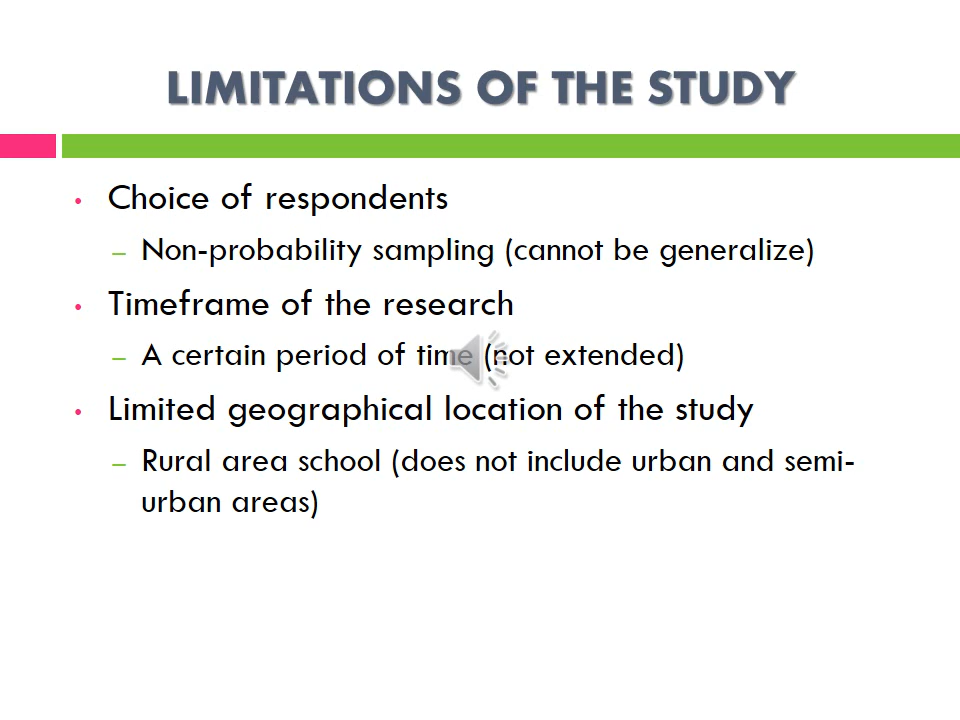 LIMITATIONS OF THE STUDY
• Choice of respondents
– Non-probability sampling (cannot be generalize)
• Timeframe of the research
– A certain period of time (not extended)
• Limited geographical location of the study
– Rural area school (does not include urban and semi-
urban areas)